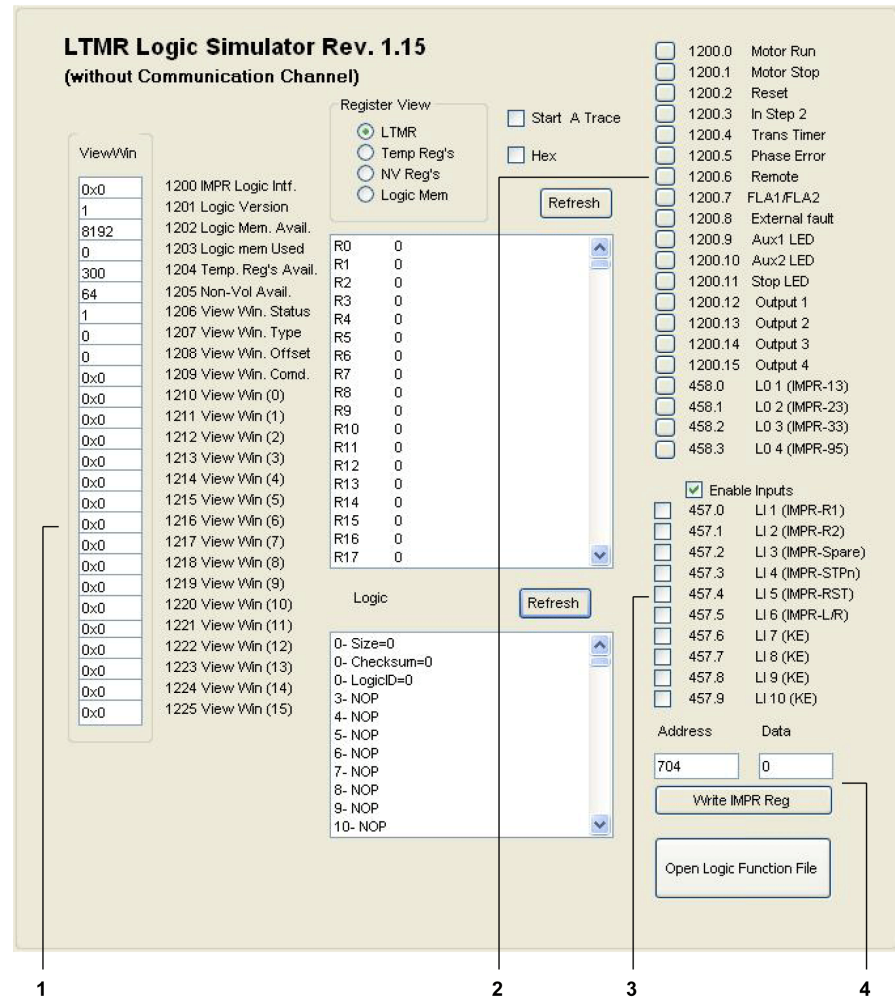 LTMR Logic Simulator Rev. 1.15
(without Communication Channel)
ViewWin
0x0 1200 IMPR Logic Intf.
1 1201 Logic Version
8192 1202 Logic Mem. Avail.
0 1203 Logic mem Used
300 1204 Temp. Reg's Avail.
64 1205 Non-Vol Avail.
1 1206 View Win. Status
0 1207 View Win. Type
0 1208 View Win. Offset
0x0 1209 View Win. Comd.
0x0 1210 View Win (0)
0x0 1211 View Win (1)
0x0 1212 View Win (2)
0x0 1213 View Win (3)
0x0 1214 View Win (4)
0x0 1215 View Win (5)
0x0 1216 View Win (6)
0x0 1217 View Win (7)
0x0 1218 View Win (8)
0x0 1219 View Win (9)
0x0 1220 View Win (10)
0x0 1221 View Win (11)
0x0 1222 View Win (12)
0x0 1223 View Win (13)
0x0 1224 View Win (14)
0x0 1225 View Win (15)
Register View
LTMR
Temp Reg's
NV Reg's
Logic Mem
Start A Trace
Hex
Refresh
R0 0
R1 0
R2 0
R3 0
R4 0
R5 0
R6 0
R7 0
R8 0
R9 0
R10 0
R11 0
R12 0
R13 0
R14 0
R15 0
R16 0
R17 0
Logic
Refresh
0- Size=0
0- Checksum=0
0- LogicID=0
3- NOP
4- NOP
5- NOP
6- NOP
7- NOP
8- NOP
9- NOP
10- NOP
1200.0 Motor Run
1200.1 Motor Stop
1200.2 Reset
1200.3 In Step 2
1200.4 Trans Timer
1200.5 Phase Error
1200.6 Remote
1200.7 FLA1/FLA2
1200.8 External fault
1200.9 Aux1 LED
1200.10 Aux2 LED
1200.11 Stop LED
1200.12 Output 1
1200.13 Output 2
1200.14 Output 3
1200.15 Output 4
458.0 L0 1 (IMPR-13)
458.1 L0 2 (IMPR-23)
458.2 L0 3 (IMPR-33)
458.3 L0 4 (IMPR-95)
Enable Inputs
457.0 LI 1 (IMPR-R1)
457.1 LI 2 (IMPR-R2)
457.2 LI 3 (IMPR-Spare)
457.3 LI 4 (IMPR-STPn)
457.4 LI 5 (IMPR-RST)
457.5 LI 6 (IMPR-L/R)
457.6 LI 7 (KE)
457.7 LI 8 (KE)
457.8 LI 9 (KE)
457.9 LI 10 (KE)
Address Data
704 0
Write IMPR Reg
Open Logic Function File
1 2 3 4